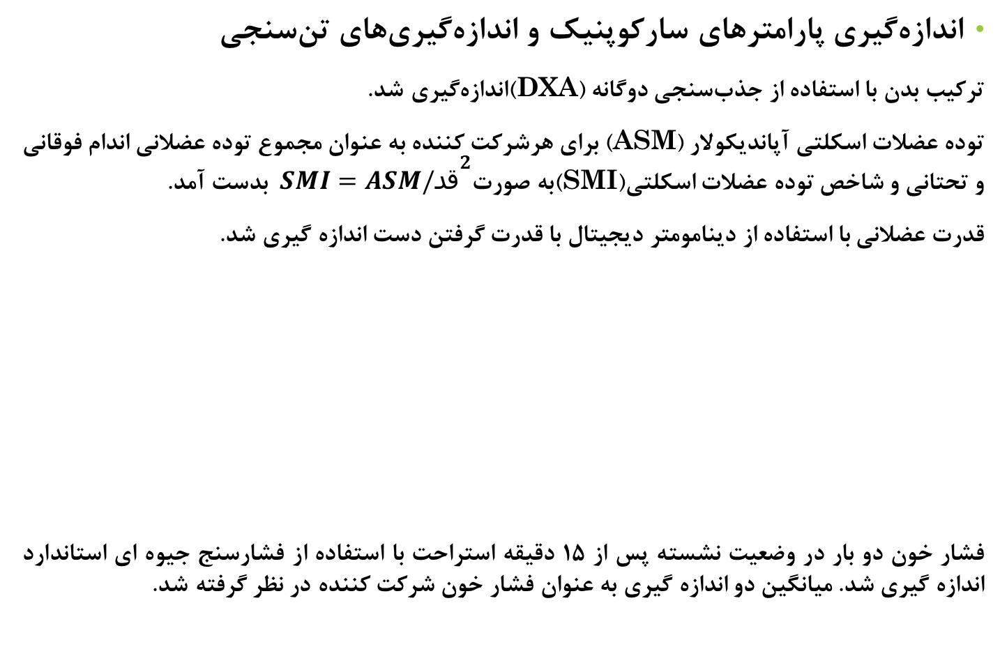 • اندازه‌گیری پارامترهای سارکوپنیک و اندازه‌گیری‌های تن‌سنجی
ترکیب بدن با استفاده از جذب‌سنجی دوگانه (DXA)اندازه‌گیری شد.
توده عضلات اسکلتی آپاندیکولار (ASM) برای هرشرکت کننده به عنوان مجموع توده عضلانی اندام فوقانی
و تحتانی و شاخص توده عضلات اسکلتی(SMI)به صورت SMI = ASM/قد² بدست آمد.
قدرت عضلانی با استفاده از دینامومتر دیجیتال با قدرت گرفتن دست اندازه گیری شد.
فشار خون دو بار در وضعیت نشسته پس از ۱۵ دقیقه استراحت با استفاده از فشارسنج جیوه ای استاندارد
اندازه گیری شد. میانگین دو اندازه گیری به عنوان فشار خون شرکت کننده در نظر گرفته شد.